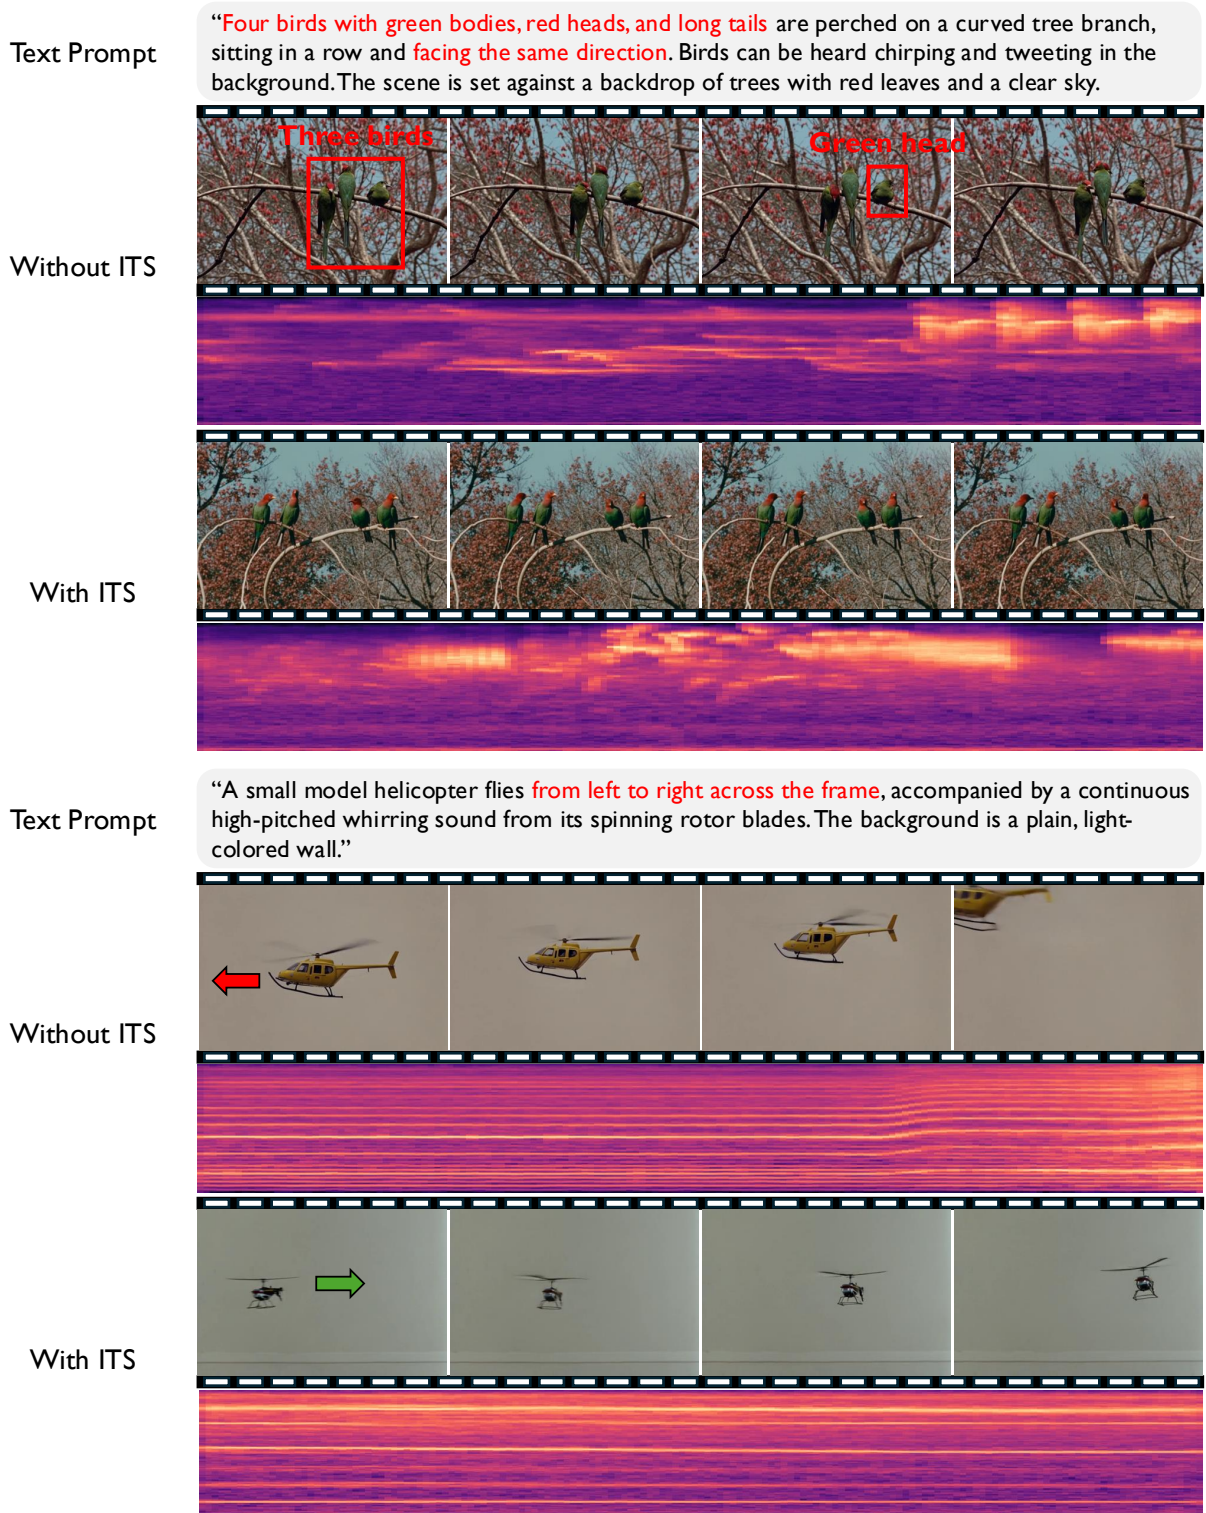 Text Prompt
“Four birds with green bodies, red heads, and long tails are perched on a curved tree branch,
sitting in a row and facing the same direction. Birds can be heard chirping and tweeting in the
background. The scene is set against a backdrop of trees with red leaves and a clear sky.
Three birds
Green head
Without ITS
With ITS
Text Prompt
“A small model helicopter flies from left to right across the frame, accompanied by a continuous
high-pitched whirring sound from its spinning rotor blades. The background is a plain, light-
colored wall.”
Without ITS
With ITS